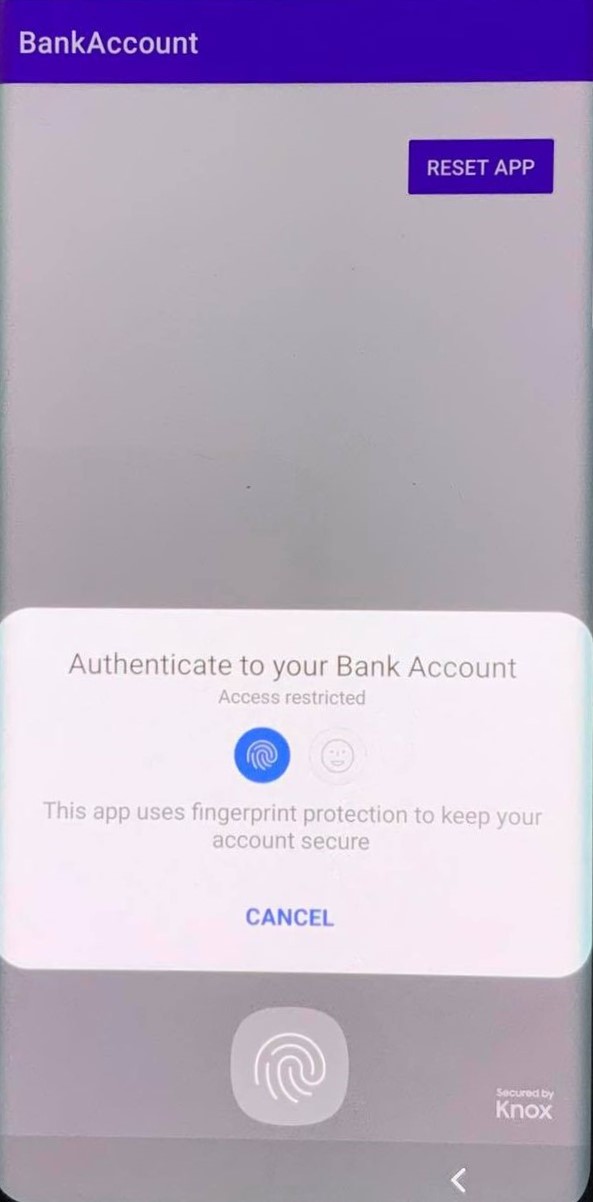 BankAccount
RESET APP
Authenticate to your Bank Account
Access restricted
This app uses fingerprint protection to keep your
account secure
CANCEL
Secured by
Knox